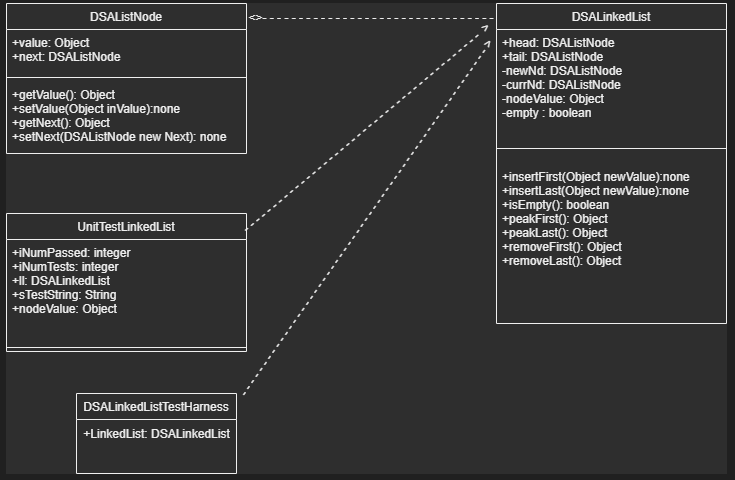 DSAListNode
+value: Object
+next: DSAListNode
+getValue(): Object
+setValue(Object inValue):none
+getNext(): Object
+setNext(DSAListNode new Next): none
DSALinkedList
+head: DSAListNode
+tail: DSAListNode
-newNd: DSAListNode
-currNd: DSAListNode
-nodeValue: Object
-empty : boolean
+insertFirst(Object newValue):none
+insertLast(Object newValue):none
+isEmpty(): boolean
+peakFirst(): Object
+peakLast(): Object
+removeFirst(): Object
+removeLast(): Object
UnitTestLinkedList
+iNumPassed: integer
+iNumTests: integer
+ll: DSALinkedList
+sTestString: String
+nodeValue: Object
DSALinkedListTestHarness
+LinkedList: DSALinkedList